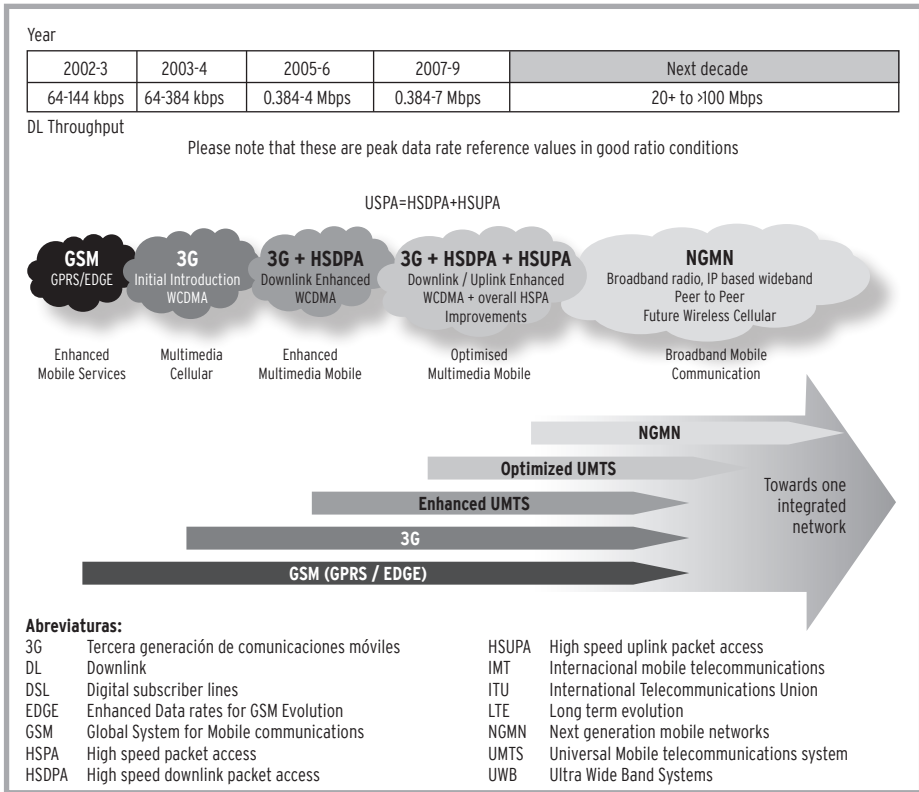 Year
2002-3 2003-4 2005-6 2007-9 Next decade
64-144 kbps 64-384 kbps 0.384-4 Mbps 0.384-7 Mbps 20+ to >100 Mbps
DL Throughput
Please note that these are peak data rate reference values in good ratio conditions
USPA=HSDPA+HSUPA
GSM
GPRS/EDGE
3G
Initial Introduction
WCDMA
3G + HSDPA
Downlink Enhanced
WCDMA
3G + HSDPA + HSUPA
Downlink / Uplink Enhanced
WCDMA + overall HSPA
Improvements
NGMN
Broadband radio, IP based wideband
Peer to Peer
Future Wireless Cellular
Enhanced
Mobile Services
Multimedia
Cellular
Enhanced
Multimedia Mobile
Optimised
Multimedia Mobile
Broadband Mobile
Communication
NGMN
Optimized UMTS
Enhanced UMTS
3G
GSM (GPRS / EDGE)
Towards one
integrated
network
Abreviaturas:
3G Tercera generación de comunicaciones móviles
DL Downlink
DSL Digital subscriber lines
EDGE Enhanced Data rates for GSM Evolution
GSM Global System for Mobile communications
HSPA High speed packet access
HSDPA High speed downlink packet access
HSUPA High speed uplink packet access
IMT Internacional mobile telecommunications
ITU International Telecommunications Union
LTE Long term evolution
NGMN Next generation mobile networks
UMTS Universal Mobile telecommunications system
UWB Ultra Wide Band Systems